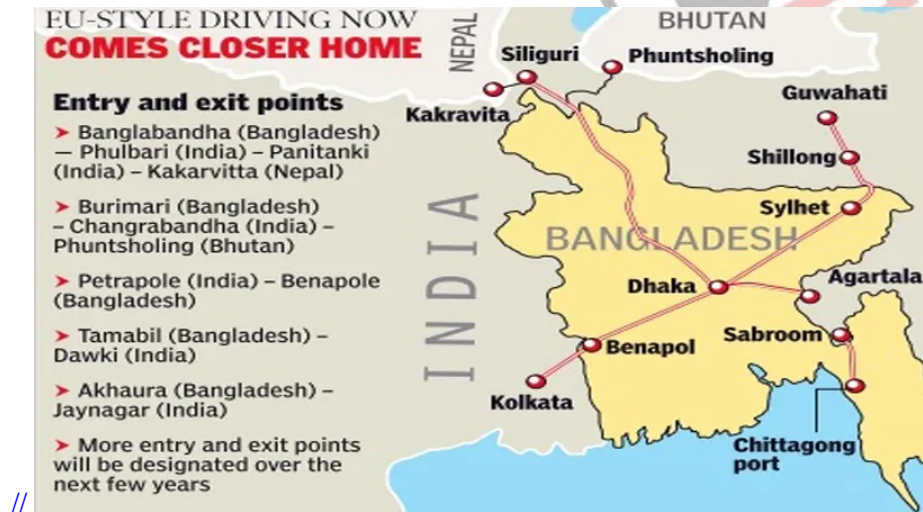 EU-STYLE DRIVING NOW
COMES CLOSER HOME
Entry and exit points
➤ Banglabandha (Bangladesh)
— Phulbari (India) – Panitanki
(India) – Kakarvitta (Nepal)
➤ Burimari (Bangladesh)
– Changrabandha (India) –
Phuntsholing (Bhutan)
➤ Petrapole (India) – Benapole
(Bangladesh)
➤ Tamabil (Bangladesh) –
Dawki (India)
➤ Akhaura (Bangladesh) –
Jaynagar (India)
➤ More entry and exit points
will be designated over the
next few years
//
NEPAL
BHUTAN
Siliguri
Phuntsholing
Kakravita
Guwahati
Shillong
Sylhet
INDIA
BANGLADESH
Dhaka
Agartala
Sabroom
Benapol
Kolkata
Chittagong
port